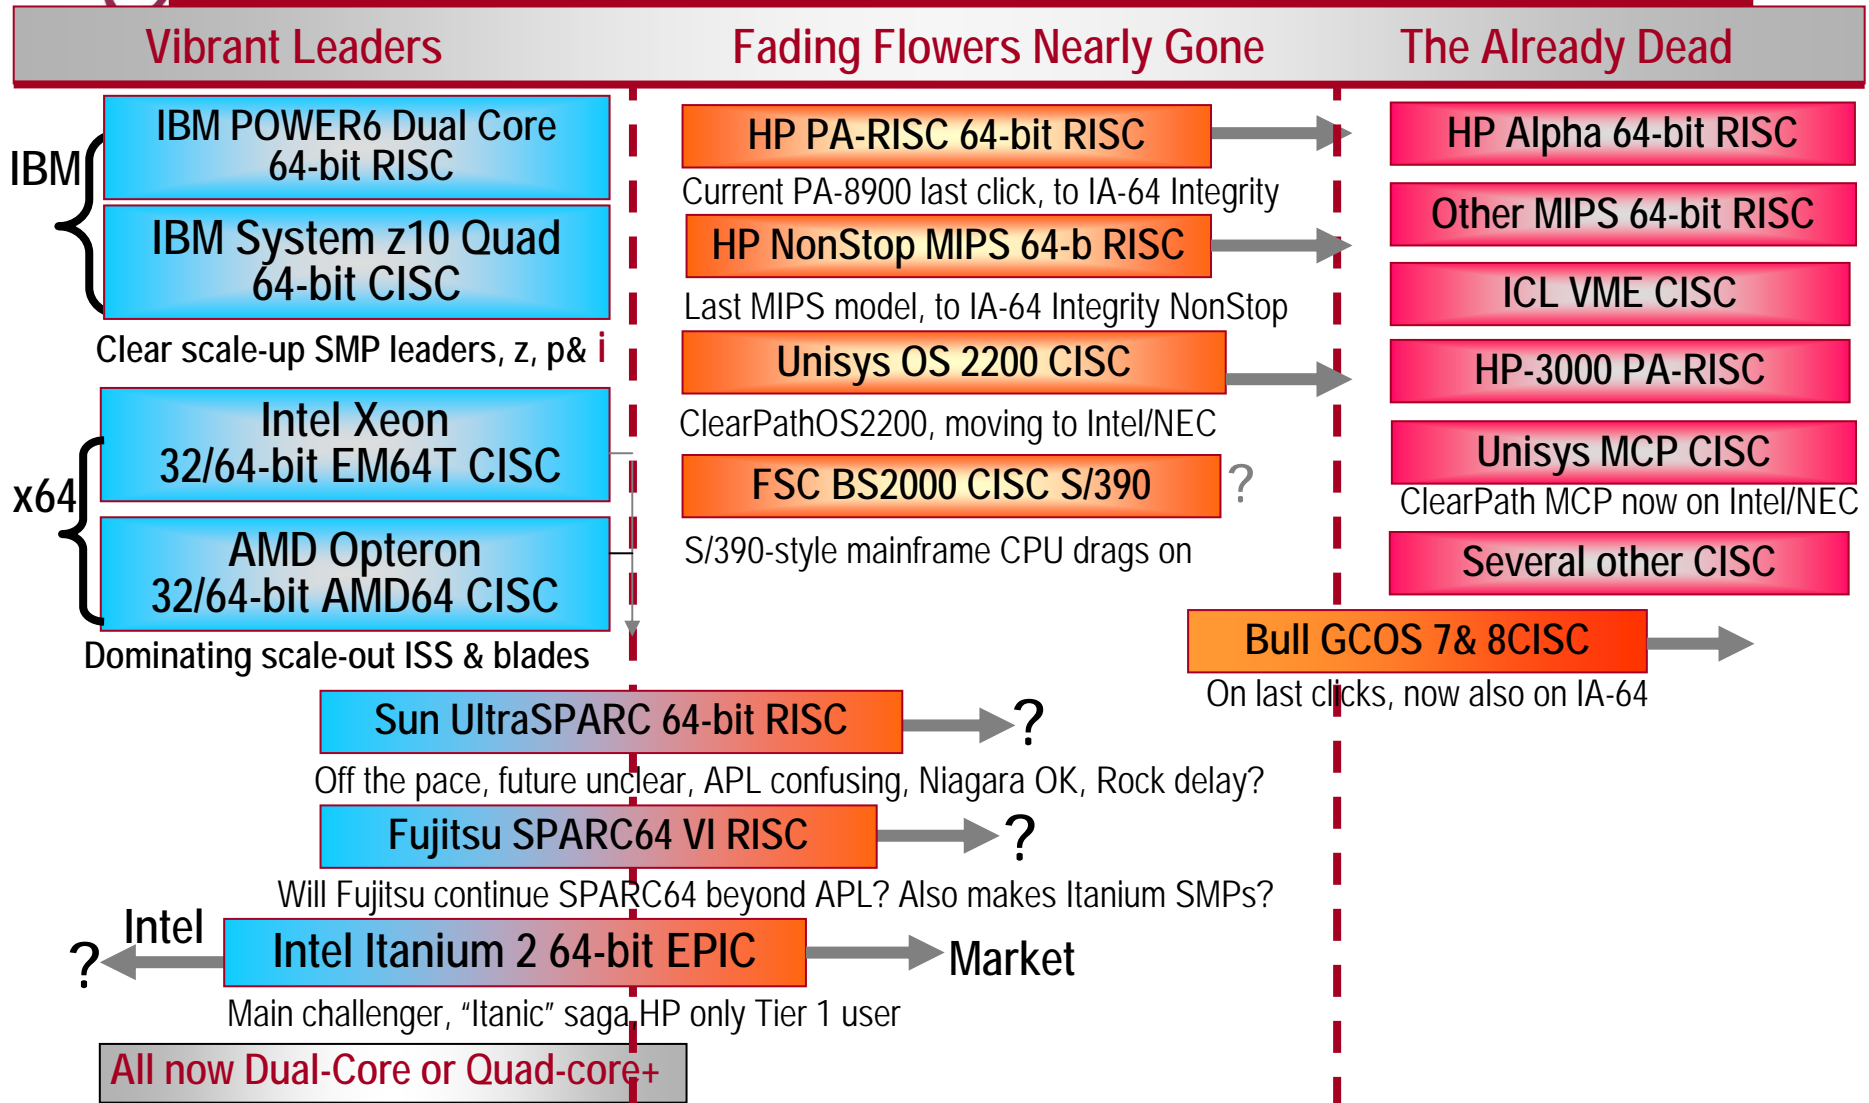 Vibrant Leaders
Fading Flowers Nearly Gone
The Already Dead
IBM
IBM POWER6 Dual Core
64-bit RISC
IBM System z10 Quad
64-bit CISC
Clear scale-up SMP leaders, z, p& i
x64
Intel Xeon
32/64-bit EM64T CISC
AMD Opteron
32/64-bit AMD64 CISC
Dominating scale-out ISS & blades
HP PA-RISC 64-bit RISC
Current PA-8900 last click, to IA-64 Integrity
HP NonStop MIPS 64-b RISC
Last MIPS model, to IA-64 Integrity NonStop
Unisys OS 2200 CISC
ClearPathOS2200, moving to Intel/NEC
FSC BS2000 CISC S/390
?
S/390-style mainframe CPU drags on
HP Alpha 64-bit RISC
Other MIPS 64-bit RISC
ICL VME CISC
HP-3000 PA-RISC
Unisys MCP CISC
ClearPath MCP now on Intel/NEC
Several other CISC
Bull GCOS 7& 8CISC
On last clicks, now also on IA-64
Sun UltraSPARC 64-bit RISC
?
Off the pace, future unclear, APL confusing, Niagara OK, Rock delay?
Fujitsu SPARC64 VI RISC
?
Will Fujitsu continue SPARC64 beyond APL? Also makes Itanium SMPs?
?
Intel
Intel Itanium 2 64-bit EPIC
Market
Main challenger, “Itanic” saga,HP only Tier 1 user
All now Dual-Core or Quad-core+